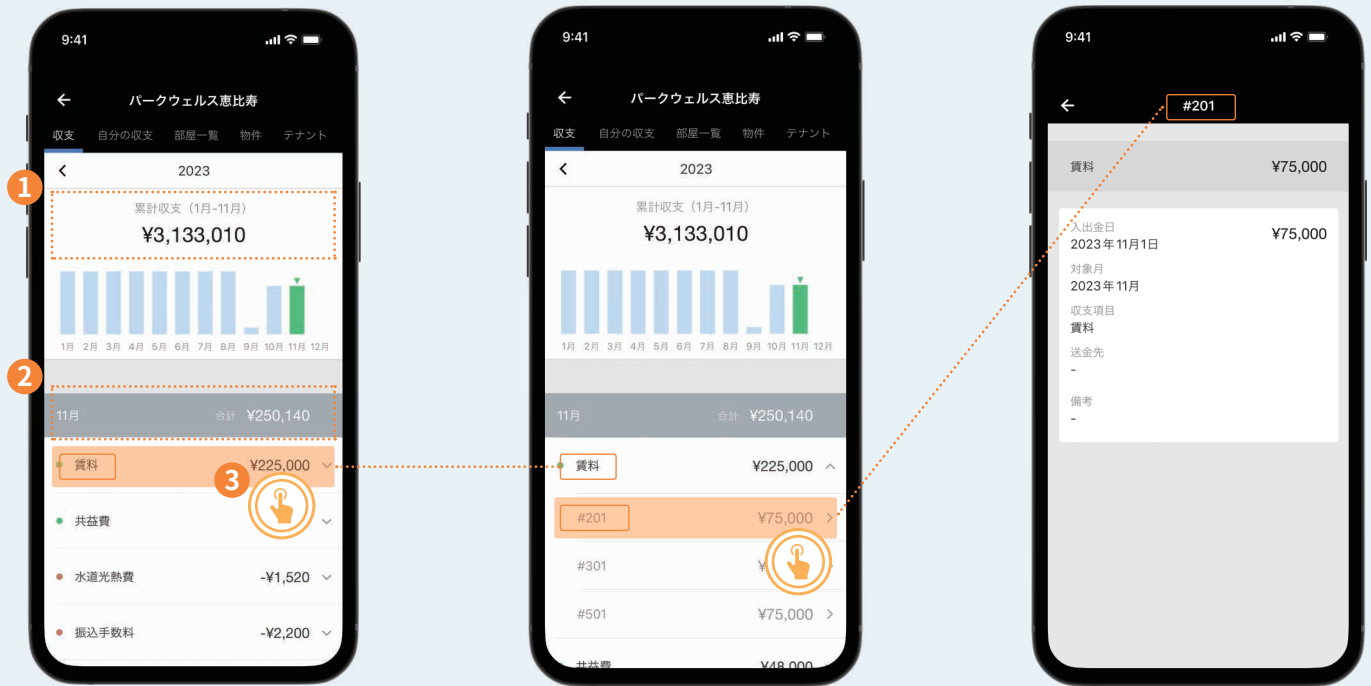 9:41
← パークウェルス恵比寿
収支 自分の収支 部屋一覧 物件 テナント
2023
1
累計収支（1月-11月）
¥3,133,010
1月 2月 3月 4月 5月 6月 7月 8月 9月 10月 11月 12月
2
11月 合計 ¥250,140
賃料 ¥225,000
3
共益費
水道光熱費 -¥1,520
振込手数料 -¥2,200
9:41
← パークウェルス恵比寿
収支 自分の収支 部屋一覧 物件 テナント
2023
累計収支（1月-11月）
¥3,133,010
1月 2月 3月 4月 5月 6月 7月 8月 9月 10月 11月 12月
11月 合計 ¥250,140
賃料 ¥225,000
#201 ¥75,000
#301 ¥
#501 ¥75,000
共益費 ¥48,000
9:41
← #201
賃料 ¥75,000
入出金日 ¥75,000
2023年11月1日
対象月
2023年11月
収支項目
賃料
送金先
-
備考
-